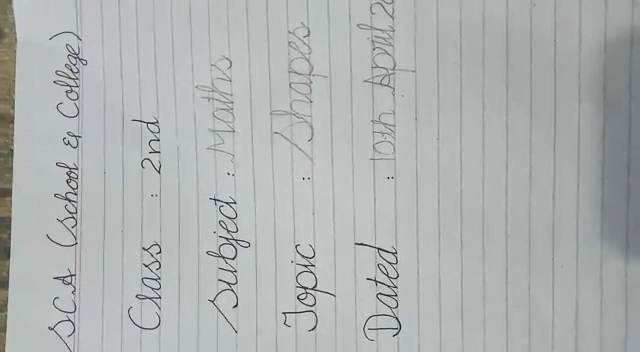 SCA (School & College)
Class : 2nd
Subject : Maths
Topic : Shapes
Dated : 10th April